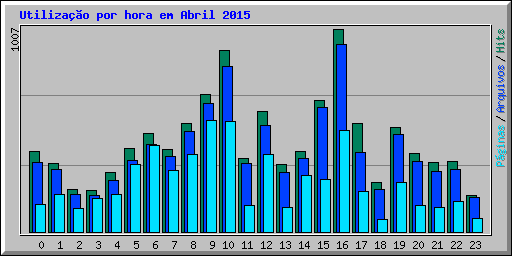 Utilização por hora em Abril 2015
1007
Páginas / Arquivos / Hits
0 1 2 3 4 5 6 7 8 9 10 11 12 13 14 15 16 17 18 19 20 21 22 23